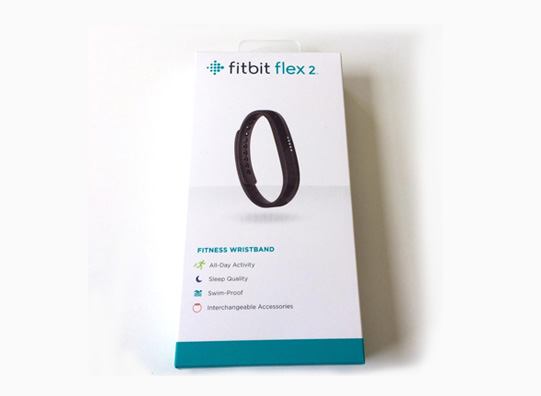 fitbit flex 2
FITNESS WRISTBAND
All-Day Activity
Sleep Quality
Swim-Proof
Interchangeable Accessories